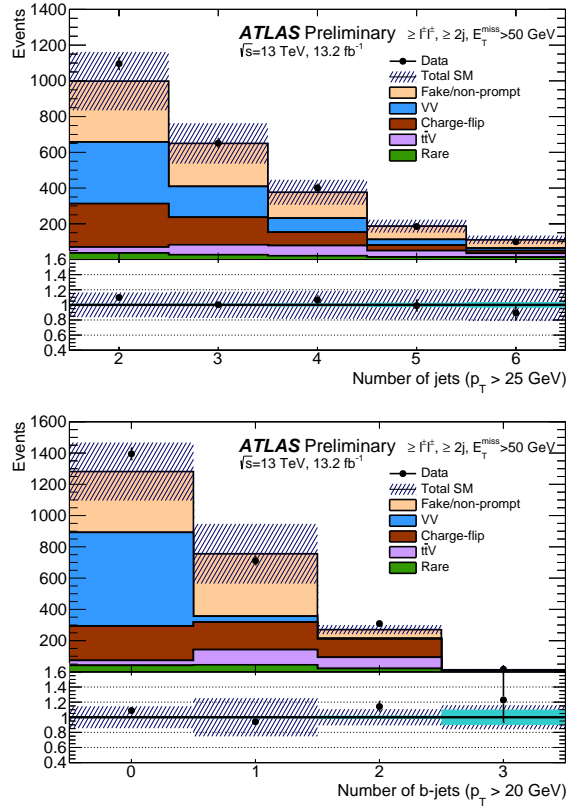 Events
1400
1200
1000
800
600
400
200
ATLAS Preliminary
≥ l±l±, ≥ 2j, E_T^miss>50 GeV
√s=13 TeV, 13.2 fb⁻¹
Data
Total SM
Fake/non-prompt
VV
Charge-flip
tt̄V
Rare
1.6
1.4
1.2
1
0.8
0.6
0.4
2 3 4 5 6
Number of jets (p_T > 25 GeV)
Events
1600
1400
1200
1000
800
600
400
200
ATLAS Preliminary
≥ l±l±, ≥ 2j, E_T^miss>50 GeV
√s=13 TeV, 13.2 fb⁻¹
Data
Total SM
Fake/non-prompt
VV
Charge-flip
tt̄V
Rare
1.6
1.4
1.2
1
0.8
0.6
0.4
0 1 2 3
Number of b-jets (p_T > 20 GeV)